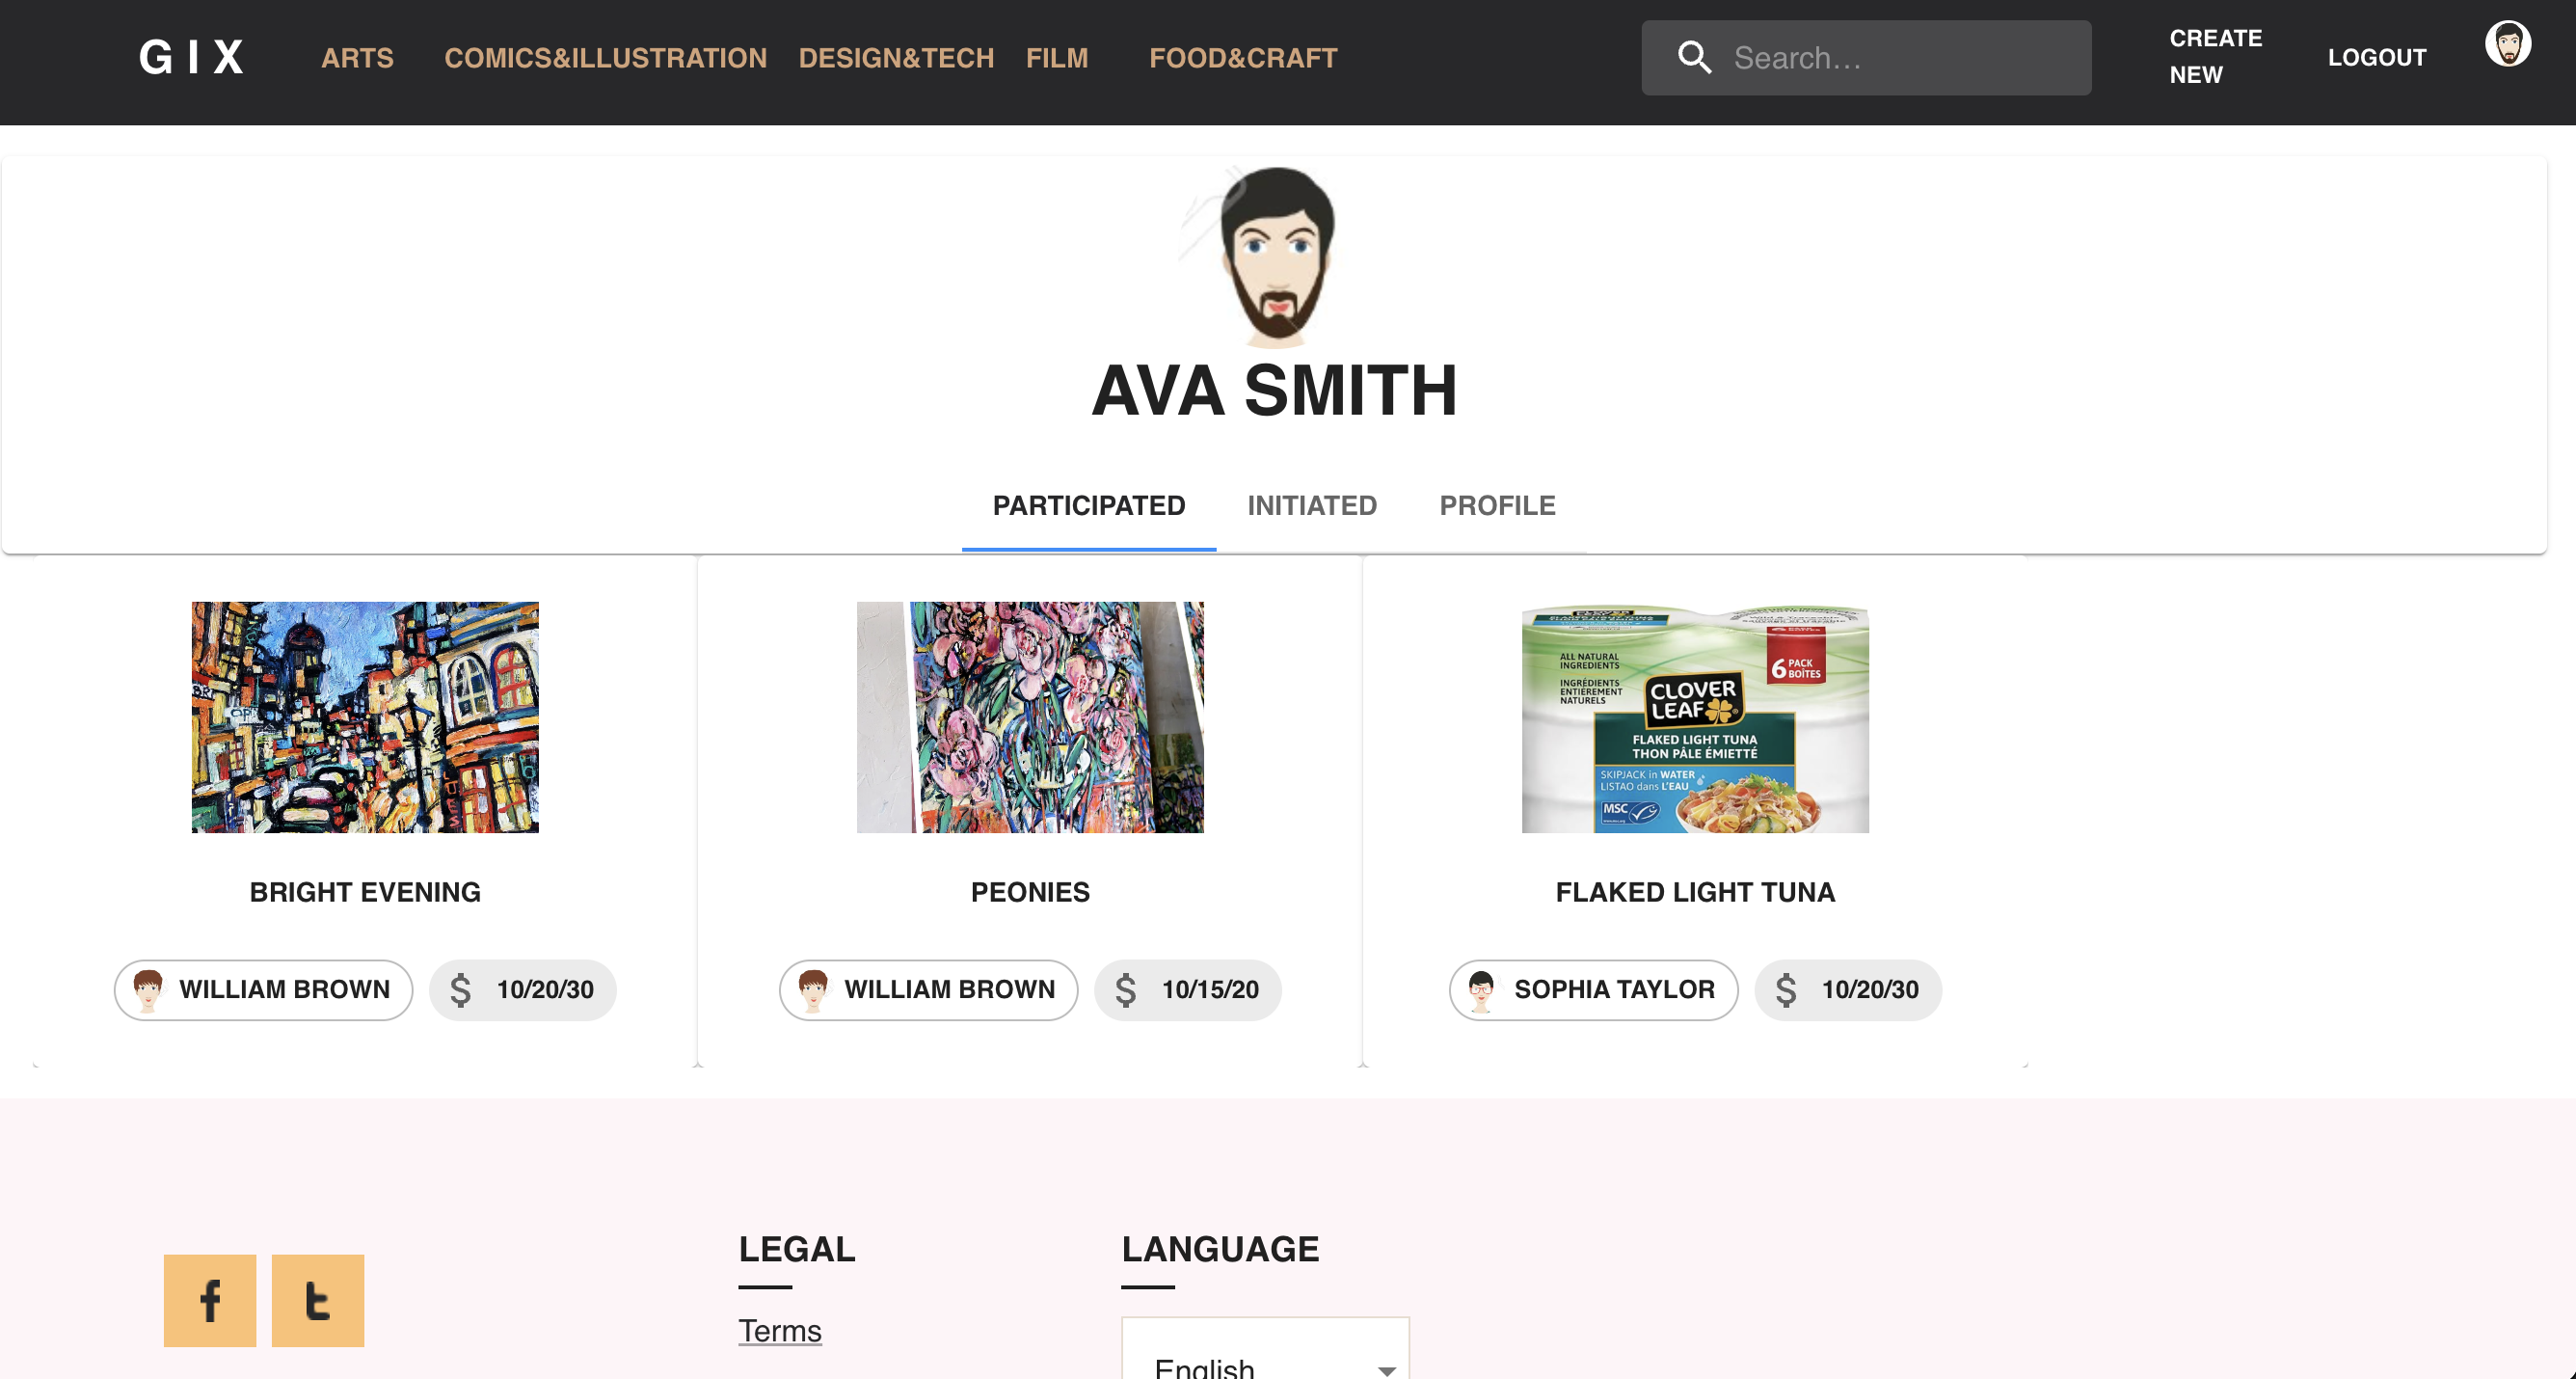 GIX
ARTS
COMICS&ILLUSTRATION
DESIGN&TECH
FILM
FOOD&CRAFT
Search...
CREATE
NEW
LOGOUT
AVA SMITH
PARTICIPATED
INITIATED
PROFILE
CLOVER
LEAF
ALL NATURAL
INGREDIENTS
INGRÉDIENTS
ENTIÈREMENT
NATURELS
6 PACK
BOÎTES
CLOVER
LEAF
FLAKED LIGHT TUNA
THON PÂLE ÉMIETTÉ
SKIPJACK in WATER
LISTAO dans L'EAU
MSC
BRIGHT EVENING
PEONIES
FLAKED LIGHT TUNA
WILLIAM BROWN
$ 10/20/30
WILLIAM BROWN
$ 10/15/20
SOPHIA TAYLOR
$ 10/20/30
LEGAL
LANGUAGE
f
t
Terms
English